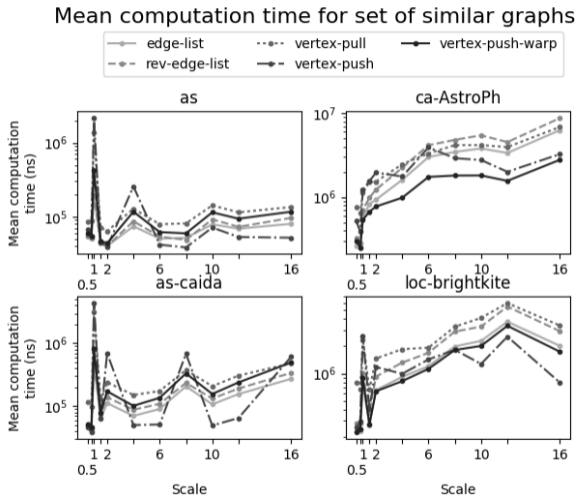 Mean computation time for set of similar graphs
edge-list vertex-pull vertex-push-warp
rev-edge-list vertex-push
as ca-AstroPh
Mean computation
time (ns)
10^6
10^5
10^7
10^6
1 2 6 10 16 1 2 6 10 16
0.5 0.5
as-caida loc-brightkite
Mean computation
time (ns)
10^6
10^5
10^6
1 2 6 10 16 1 2 6 10 16
0.5 0.5
Scale Scale